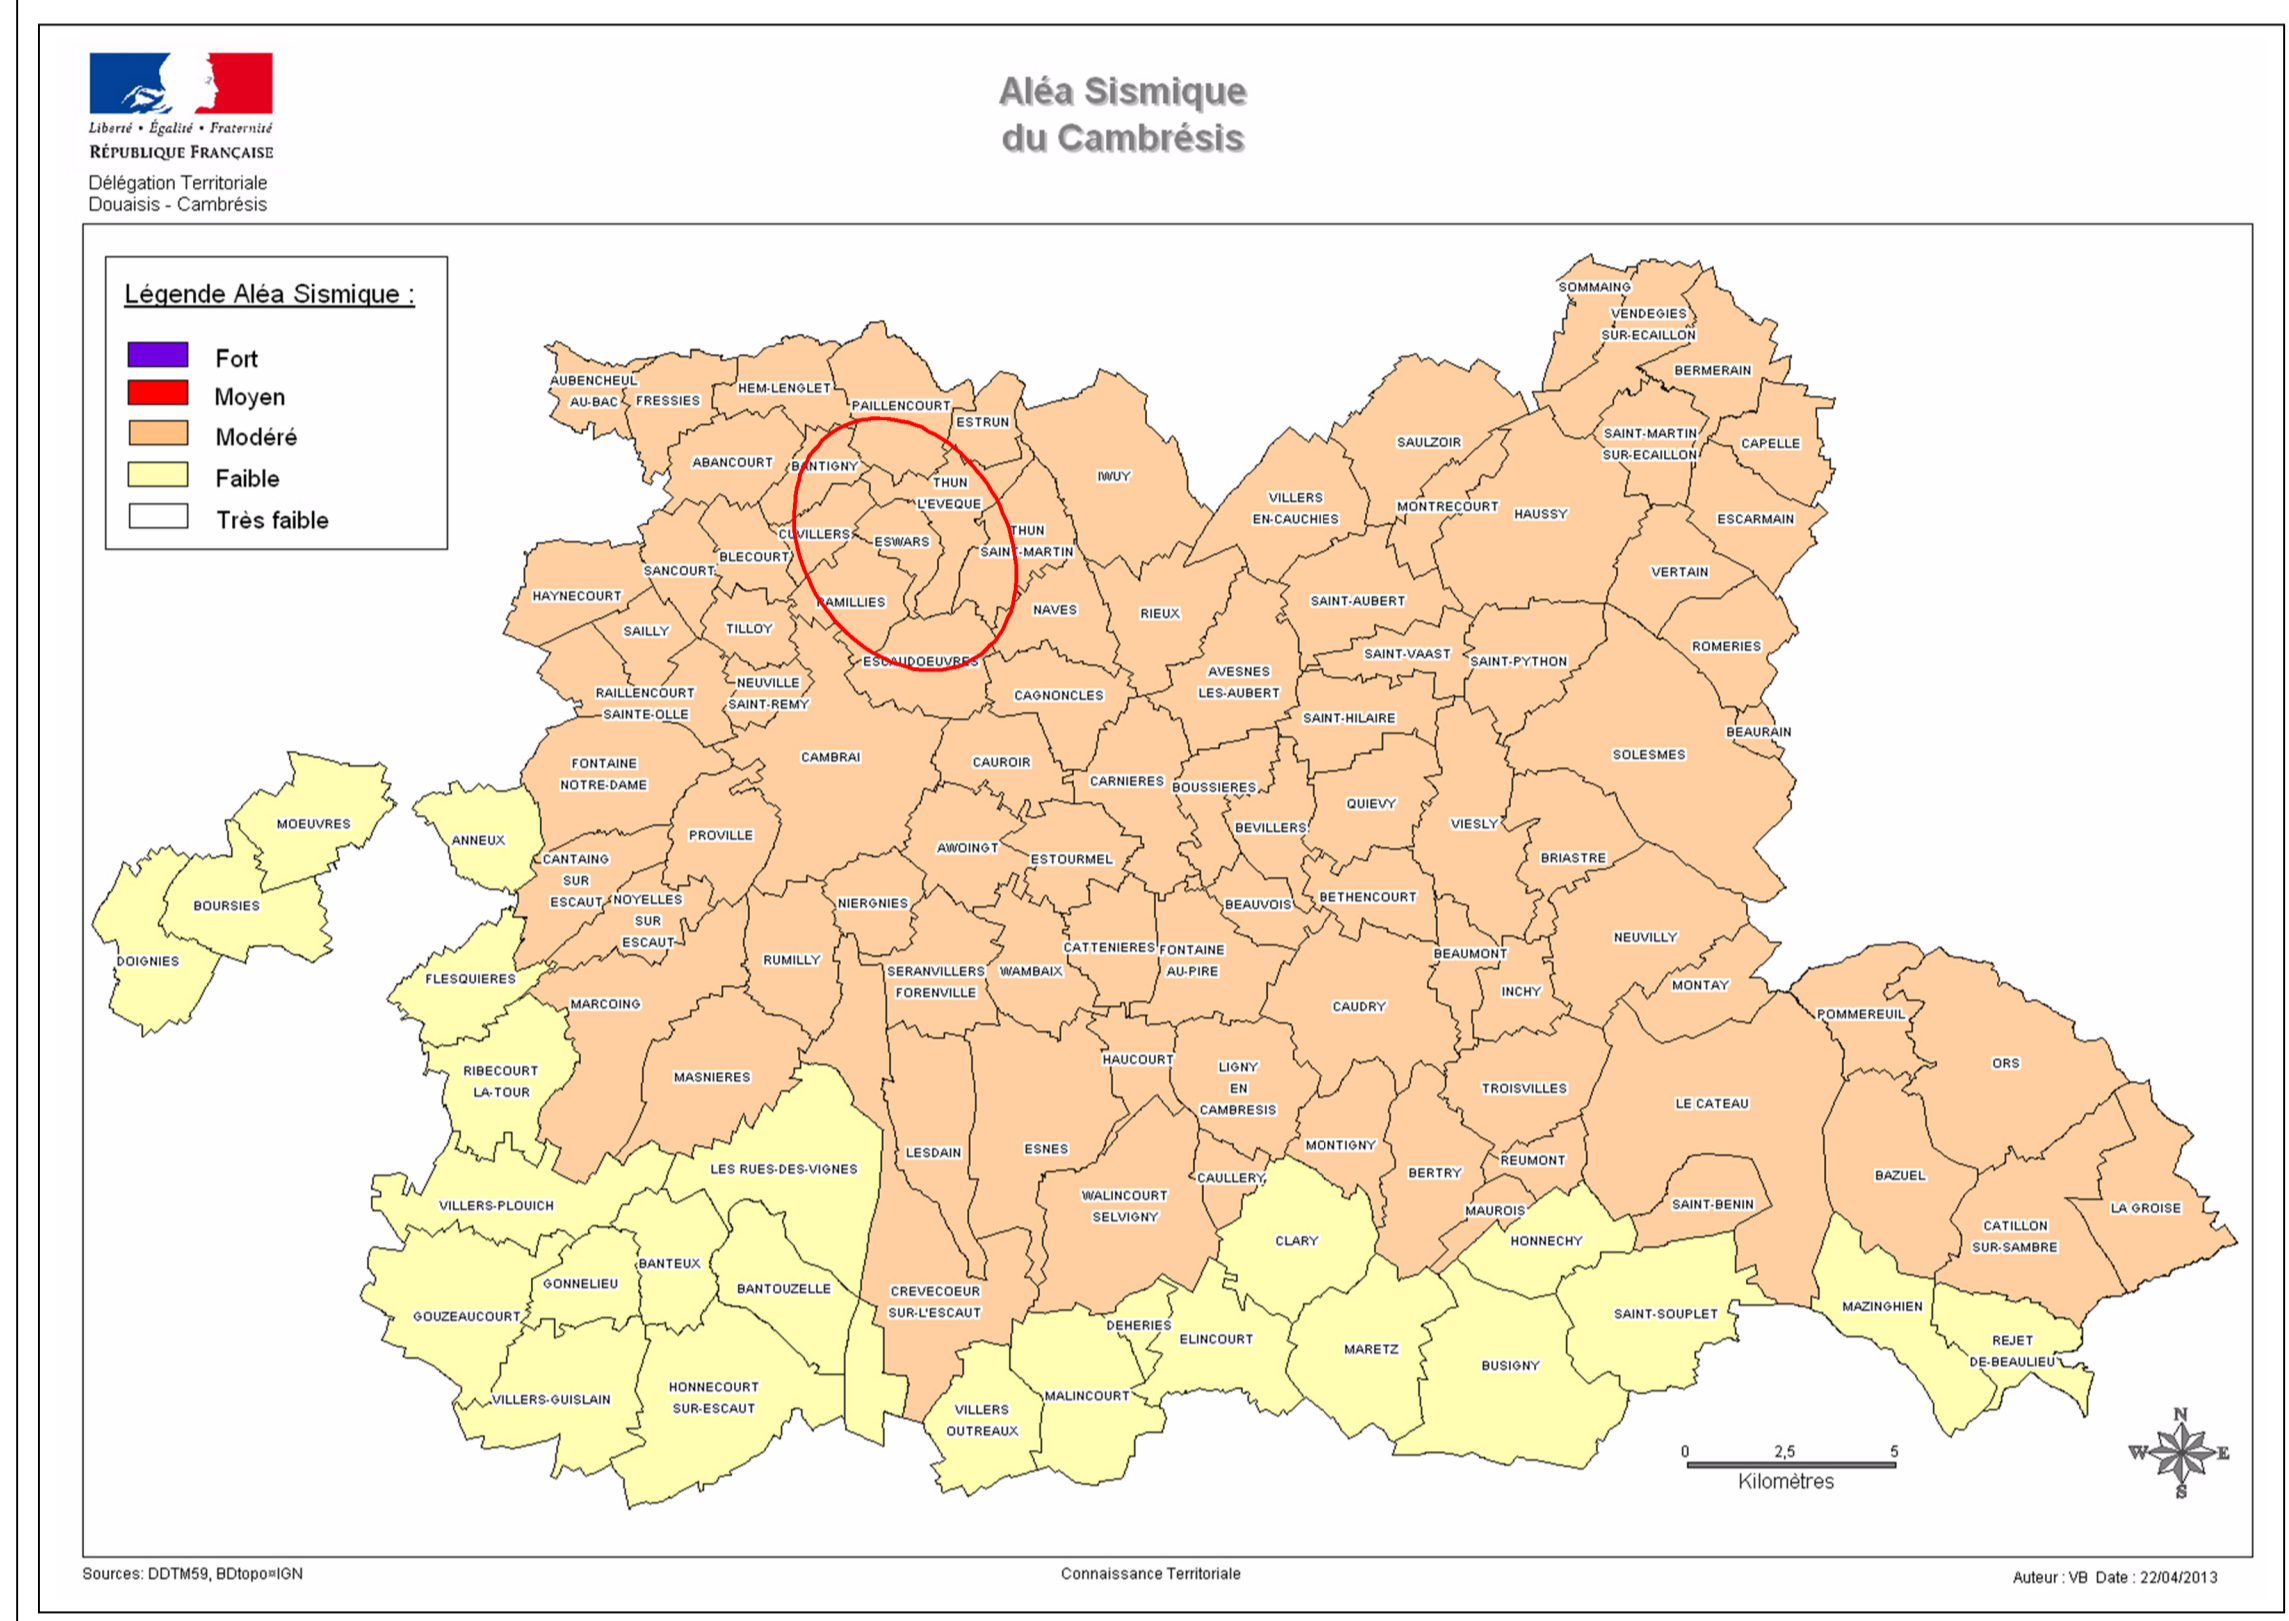 Liberté • Égalité • Fraternité
RÉPUBLIQUE FRANÇAISE
Délégation Territoriale
Douaisis - Cambrésis
Aléa Sismique
du Cambrésis
Légende Aléa Sismique :
Fort
Moyen
Modéré
Faible
Très faible
SOMMAING
VENDEGIES
SUR-ECAILLON
BERMERAIN
AUBENCHEUL
AU-BAC
FRESSIES
HEM-LENGLET
PAILLENCOURT
ESTRUN
SAINT-MARTIN
SUR-ECAILLON
CAPELLE
SAULZOIR
ABANCOURT
BANTIGNY
IWUY
THUN
L'EVEQUE
VILLERS
EN-CAUCHIES
MONTRECOURT
HAUSSY
ESCARMAIN
CUVILLERS
ESWARS
THUN
SAINT-MARTIN
BLECOURT
SANCOURT
VERTAIN
HAYNECOURT
RAMILLIES
NAVES
RIEUX
SAINT-AUBERT
SAILLY
TILLOY
ROMERIES
ESCAUDOEUVRES
SAINT-VAAST
SAINT-PYTHON
AVESNES
LES-AUBERT
RAILLENCOURT
SAINTE-OLLE
NEUVILLE
SAINT-REMY
CAGNONCLES
SAINT-HILAIRE
BEAURAIN
SOLESMES
FONTAINE
NOTRE-DAME
CAMBRAI
CAUROIR
CARNIERES
BOUSSIERES
QUIEVY
MOEUVRES
ANNEUX
PROVILLE
BEVILLERS
VIESLY
AWOINGT
ESTOURMEL
BRIASTRE
CANTAING
SUR
ESCAUT
NOYELLES
SUR
ESCAUT
BOURSIES
NIERGNIES
BEAUVOIS
BETHENCOURT
NEUVILLY
DOIGNIES
FLESQUIERES
RUMILLY
SERANVILLERS
FORENVILLE
WAMBAIX
CATTENIERES
FONTAINE
AU-PIRE
BEAUMONT
INCHY
MONTAY
MARCOING
CAUDRY
POMMEREUIL
RIBECOURT
LA-TOUR
MASNIERES
HAUCOURT
LIGNY
EN
CAMBRESIS
TROISVILLES
LE CATEAU
ORS
LES RUES-DES-VIGNES
LESDAIN
ESNES
MONTIGNY
BERTRY
REUMONT
CAULLERY
BAZUEL
VILLERS-PLOUICH
WALINCOURT
SELVIGNY
MAUROIS
SAINT-BENIN
LA GROISE
CLARY
HONNECHY
CATILLON
SUR-SAMBRE
BANTEUX
GONNELIEU
BANTOUZELLE
CREVECOEUR
SUR-L'ESCAUT
GOUZEAUCOURT
DEHERIES
ELINCOURT
MARETZ
SAINT-SOUPLET
MAZINGHIEN
REJET
DE-BEAULIEU
BUSIGNY
VILLERS-GUISLAIN
HONNECOURT
SUR-ESCAUT
MALINCOURT
VILLERS
OUTREAUX
0 2,5 5
Kilomètres
N
W E
S
Sources: DDTM59, BDtopo¤IGN
Connaissance Territoriale
Auteur : VB Date : 22/04/2013